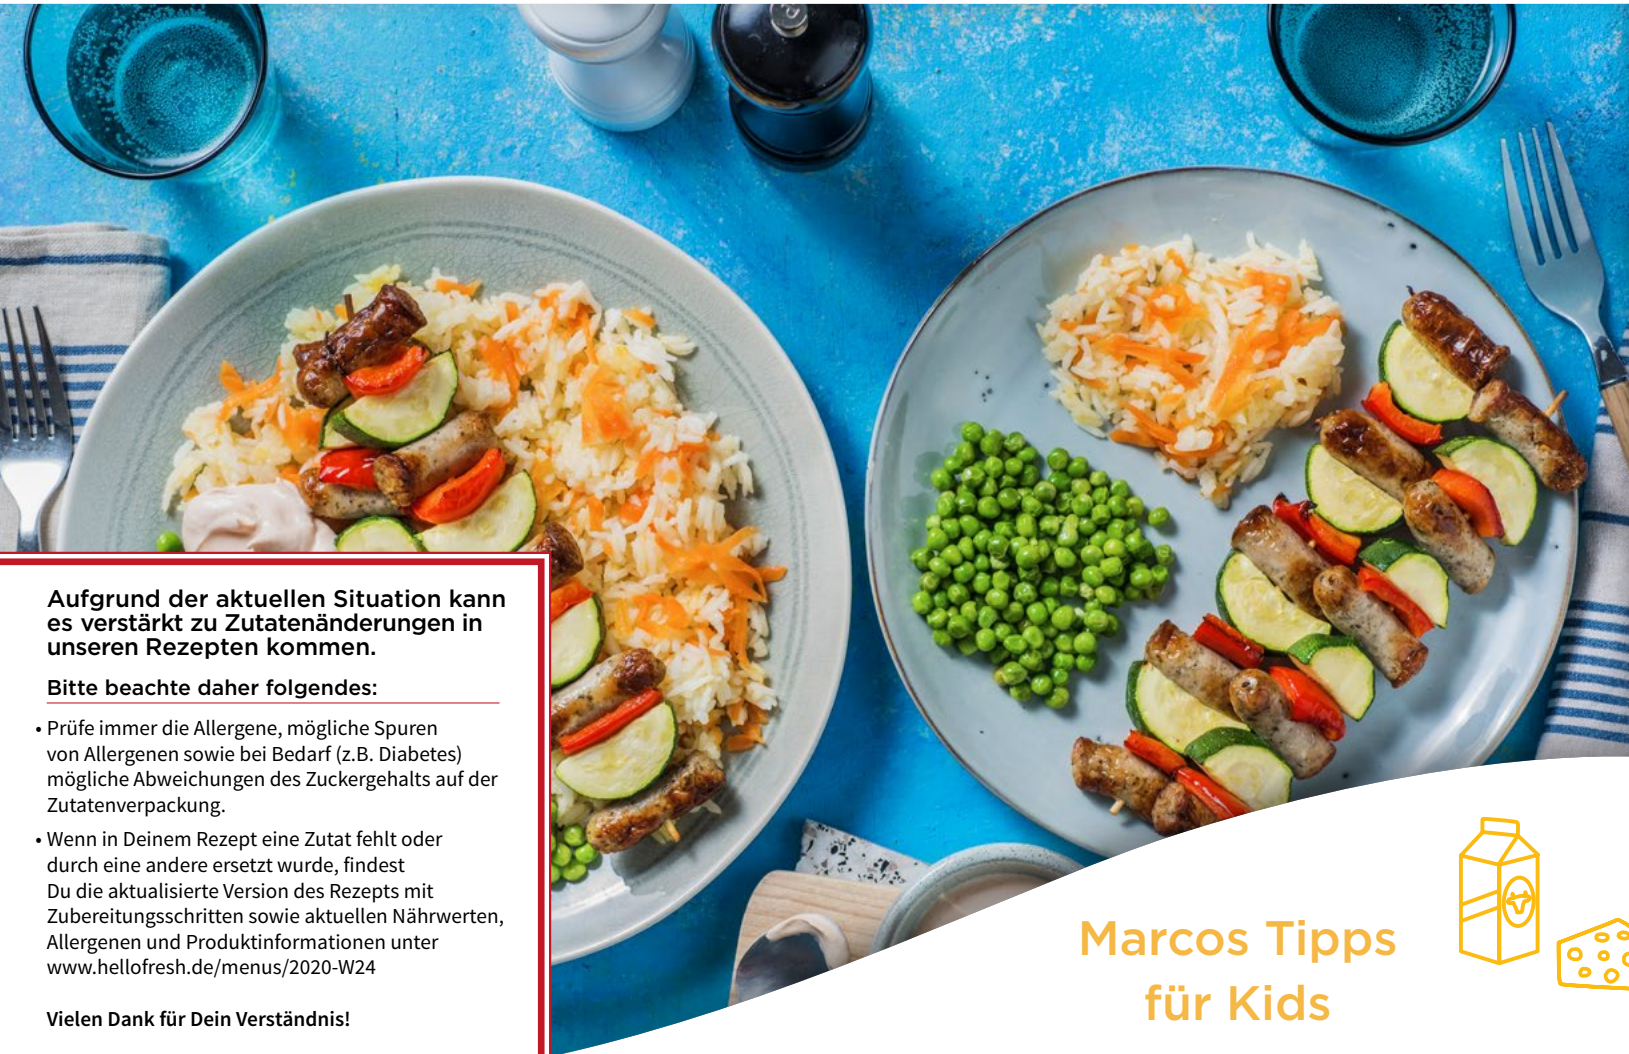 Aufgrund der aktuellen Situation kann
es verstärkt zu Zutatenänderungen in
unseren Rezepten kommen.
Bitte beachte daher folgendes:
• Prüfe immer die Allergene, mögliche Spuren
von Allergenen sowie bei Bedarf (z.B. Diabetes)
mögliche Abweichungen des Zuckergehalts auf der
Zutatenverpackung.
• Wenn in Deinem Rezept eine Zutat fehlt oder
durch eine andere ersetzt wurde, findest
Du die aktualisierte Version des Rezepts mit
Zubereitungsschritten sowie aktuellen Nährwerten,
Allergenen und Produktinformationen unter
www.hellofresh.de/menus/2020-W24
Vielen Dank für Dein Verständnis!
Marcos Tipps
für Kids